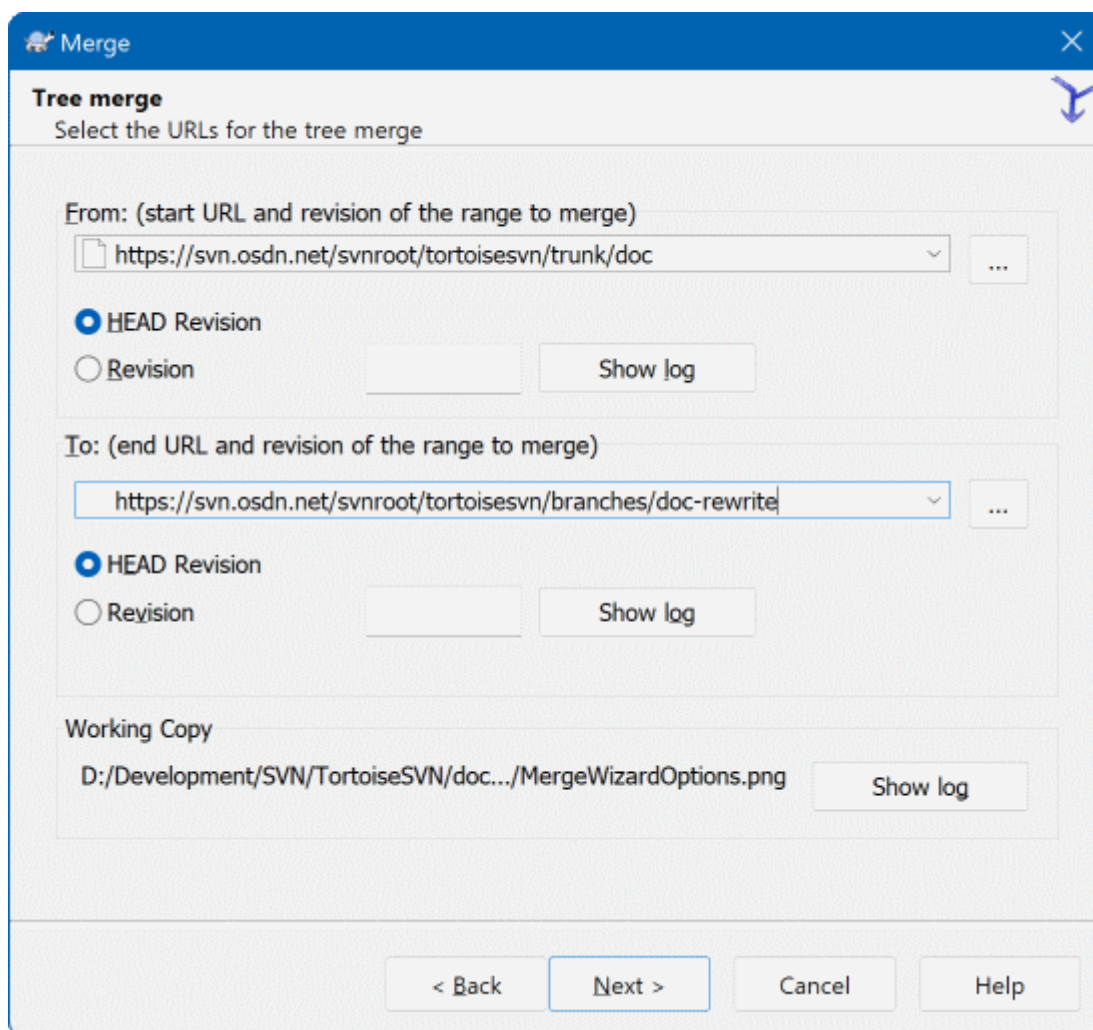 Merge
Tree merge
Select the URLs for the tree merge
From: (start URL and revision of the range to merge)
https://svn.osdn.net/svnroot/tortoisesvn/trunk/doc
...
HEAD Revision
Revision
Show log
To: (end URL and revision of the range to merge)
https://svn.osdn.net/svnroot/tortoisesvn/branches/doc-rewrite
...
HEAD Revision
Revision
Show log
Working Copy
D:/Development/SVN/TortoiseSVN/doc.../MergeWizardOptions.png
Show log
< Back Next > Cancel Help